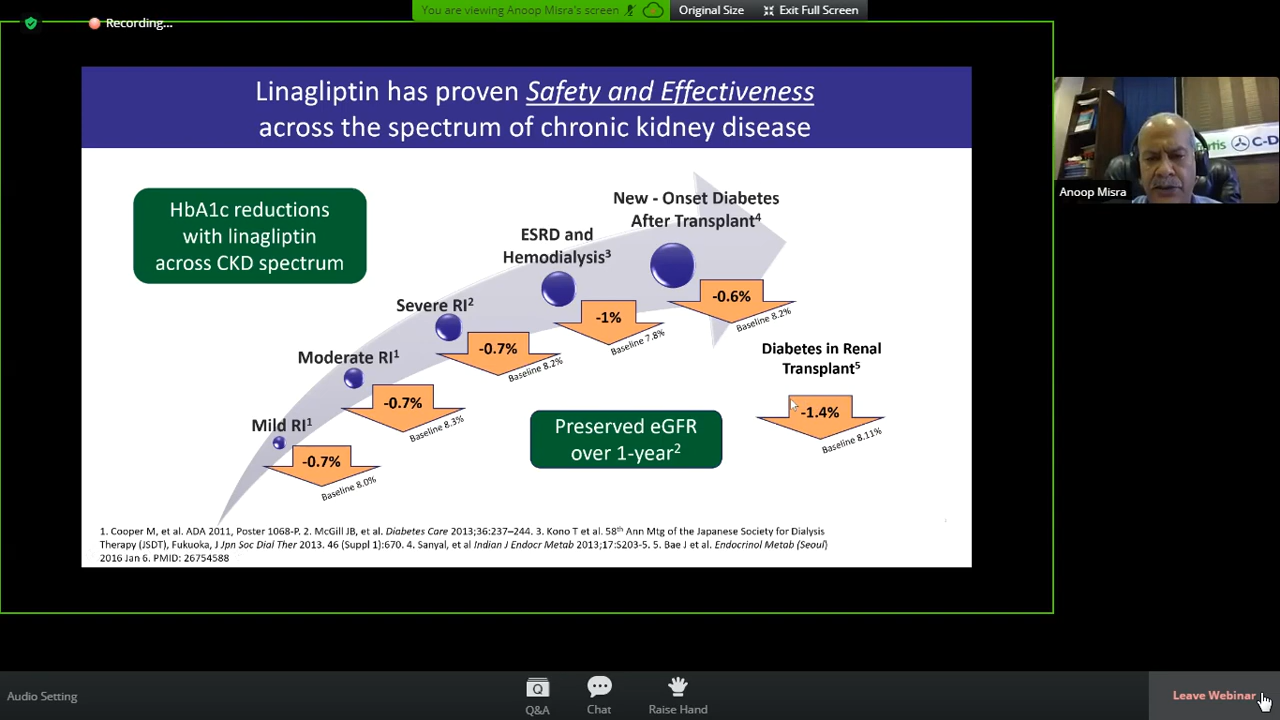 You are viewing Anoop Misra's screen
Original Size
Exit Full Screen
Recording...
Linagliptin has proven Safety and Effectiveness
across the spectrum of chronic kidney disease
HbA1c reductions
with linagliptin
across CKD spectrum
New - Onset Diabetes
After Transplant4
ESRD and
Hemodialysis3
Severe RI2
Moderate RI1
Mild RI1
-0.7%
Baseline 8.0%
-0.7%
Baseline 8.3%
-0.7%
Baseline 8.2%
-1%
Baseline 7.8%
-0.6%
Baseline 8.2%
Diabetes in Renal
Transplant5
-1.4%
Baseline 8.11%
Preserved eGFR
over 1-year2
1. Cooper M, et al. ADA 2011, Poster 1068-P. 2. McGill JB, et al. Diabetes Care 2013;36:237–244. 3. Kono T et al. 58th Ann Mtg of the Japanese Society for Dialysis
Therapy (JSDT), Fukuoka, J Jpn Soc Dial Ther 2013. 46 (Suppl 1):670. 4. Sanyal, et al Indian J Endocr Metab 2013;17:S203-5. 5. Bae J et al. Endocrinol Metab (Seoul)
2016 Jan 6. PMID: 26754588
rtis C-D
Anoop Misra
Audio Setting
Q&A
Chat
Raise Hand
Leave Webinar